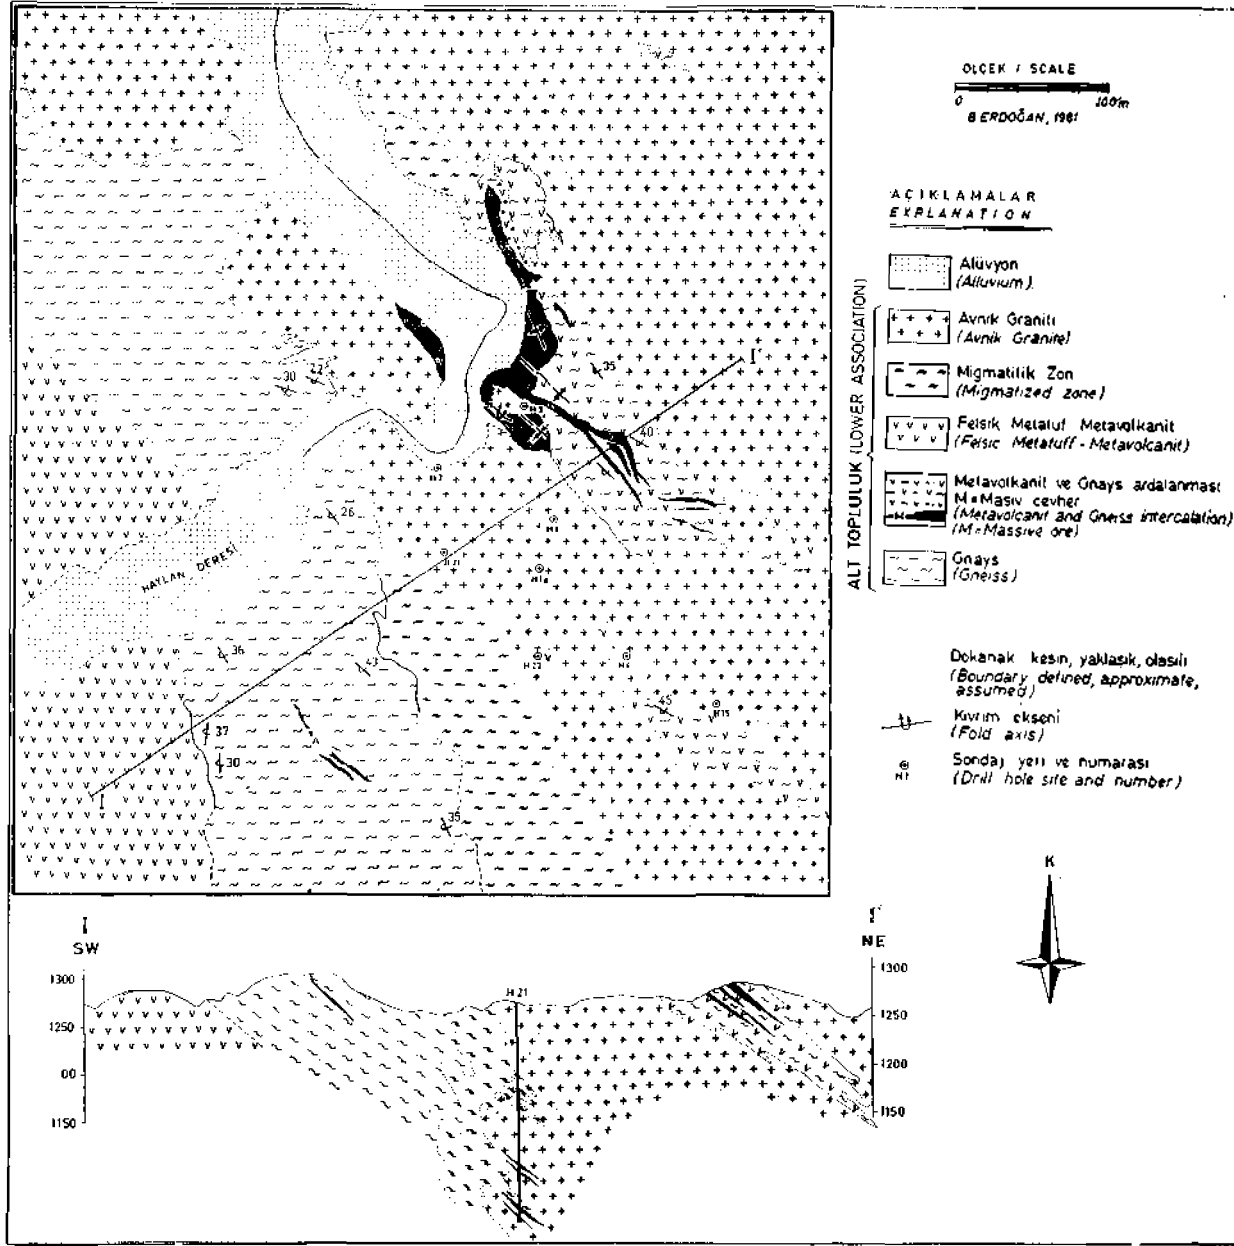 ÖLÇEK / SCALE
0 100m
B ERDOĞAN, 1981
AÇIKLAMALAR
EXPLANATION
Alüvyon
(Alluvium)
Avnik Graniti
(Avnik Granite)
Migmatitik Zon
(Migmatized zone)
Felsik Metatüf Metavolkanit
(Felsic Metatuff - Metavolcanit)
Metavolkanit ve Gnays ardalanması
M=Masiv cevher
(Metavolcanit and Gneiss intercalation)
(M=Massive ore)
Gnays
(Gneiss)
ALT TOPLULUK (LOWER ASSOCIATION)
Dokanak kesin, yaklaşık, olasılı
(Boundary defined, approximate,
assumed)
Kıvrım ekseni
(Fold axis)
Sondaj yeri ve numarası
(Drill hole site and number)
K
HAYLAN DERESİ
30
22
35
I'
40
26
H21
36
43
H23
45
H15
37
30
I
35
I
SW
I'
NE
1300
1250
00
1150
H 21
1300
1250
1200
1150